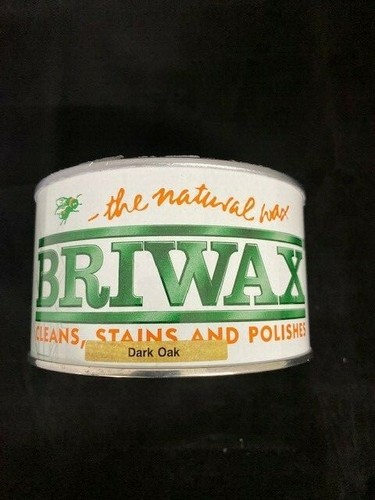 - the natural wax
BRIWAX
CLEANS, STAINS AND POLISHES
Dark Oak